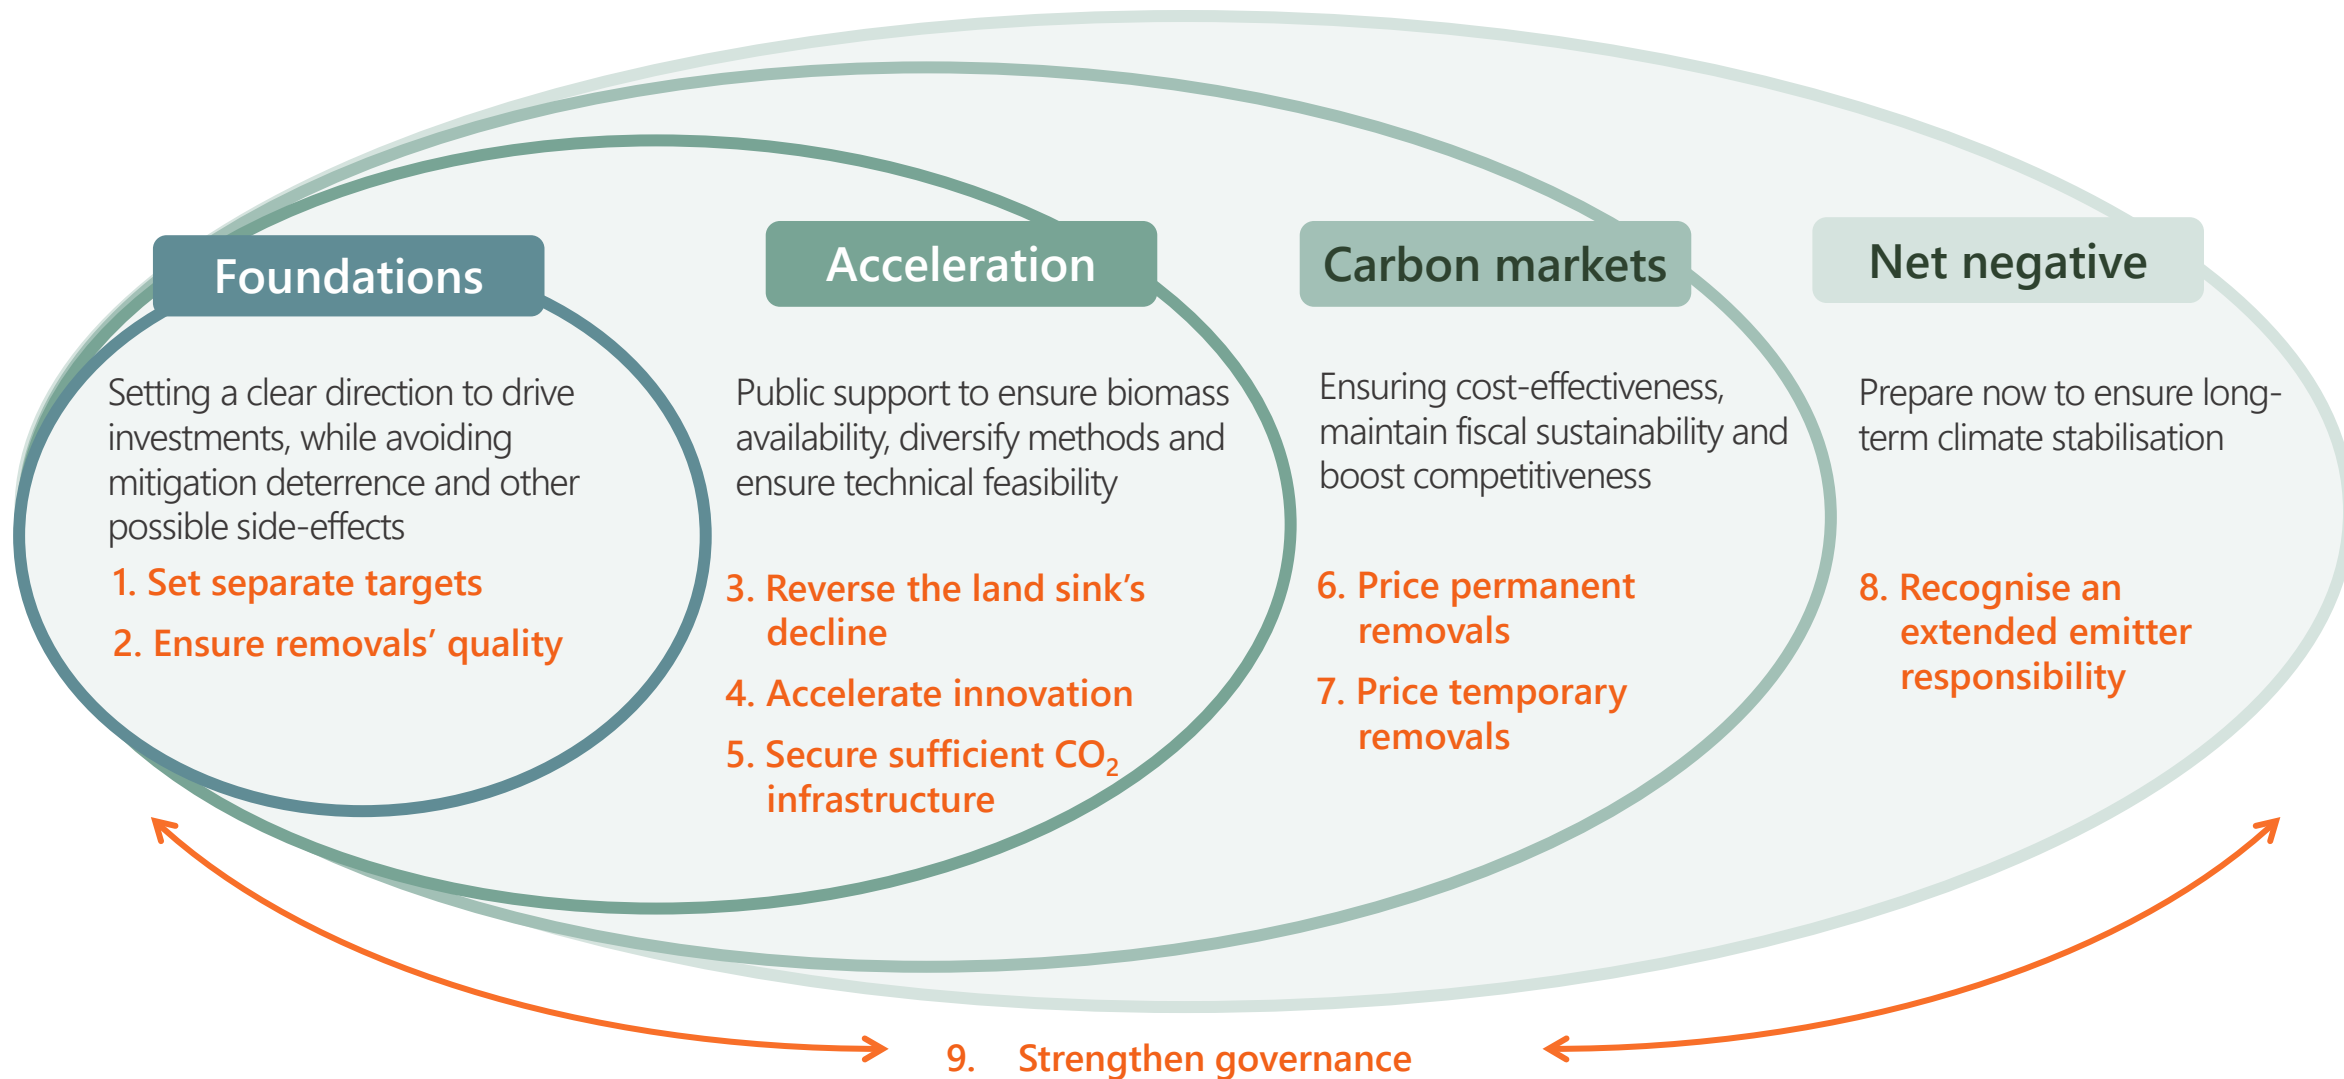 Foundations
Setting a clear direction to drive
investments, while avoiding
mitigation deterrence and other
possible side-effects
1. Set separate targets
2. Ensure removals’ quality
Acceleration
Public support to ensure biomass
availability, diversify methods and
ensure technical feasibility
3. Reverse the land sink’s
decline
4. Accelerate innovation
5. Secure sufficient CO₂
infrastructure
Carbon markets
Ensuring cost-effectiveness,
maintain fiscal sustainability and
boost competitiveness
6. Price permanent
removals
7. Price temporary
removals
Net negative
Prepare now to ensure long-
term climate stabilisation
8. Recognise an
extended emitter
responsibility
9. Strengthen governance